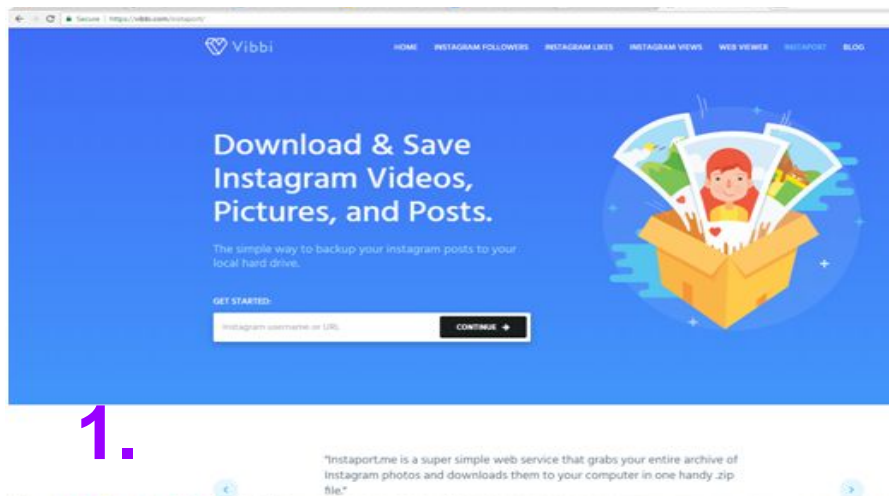 Secure | https://vibbi.com/instaport/
Vibbi
HOME INSTAGRAM FOLLOWERS INSTAGRAM LIKES INSTAGRAM VIEWS WEB VIEWER INSTAPORT BLOG
Download & Save
Instagram Videos,
Pictures, and Posts.
The simple way to backup your instagram posts to your
local hard drive.
GET STARTED:
Instagram username or URL
CONTINUE
1.
"Instaport.me is a super simple web service that grabs your entire archive of
Instagram photos and downloads them to your computer in one handy .zip
file."